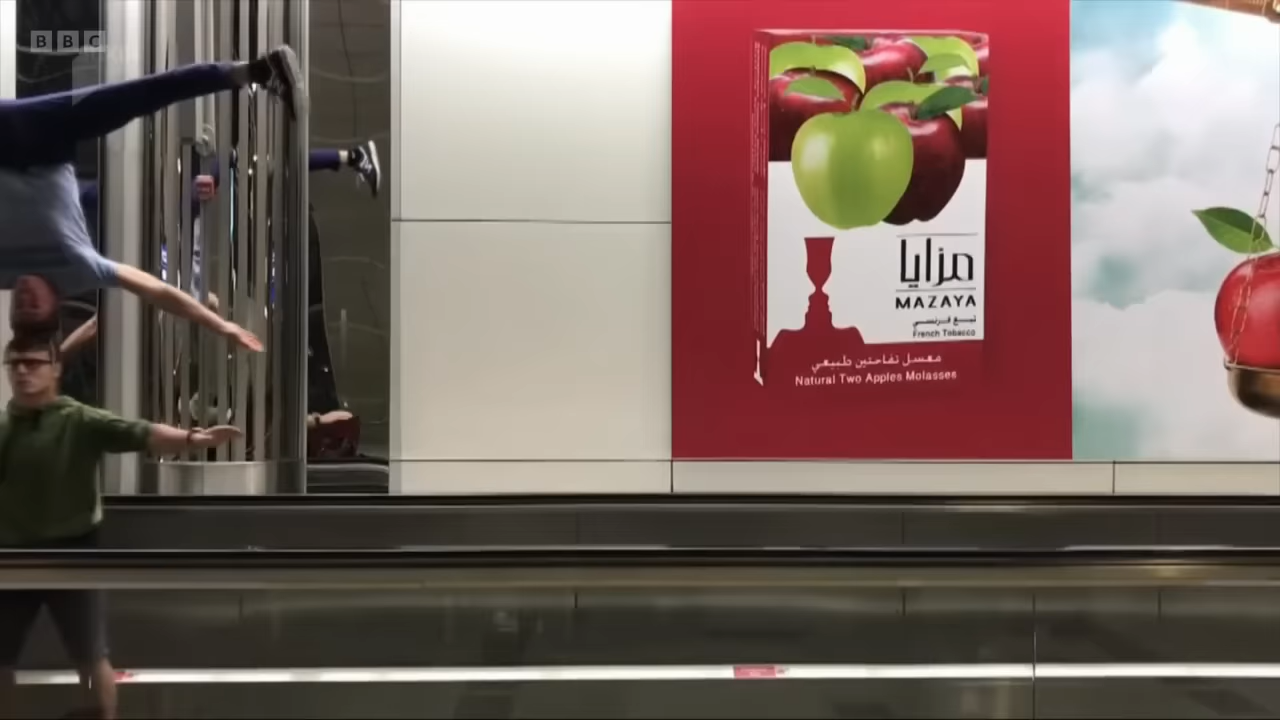 BBC
مزايا
MAZAYA
تبغ فرنسي
French Tobacco
معسل تفاحتين طبيعي
Natural Two Apples Molasses